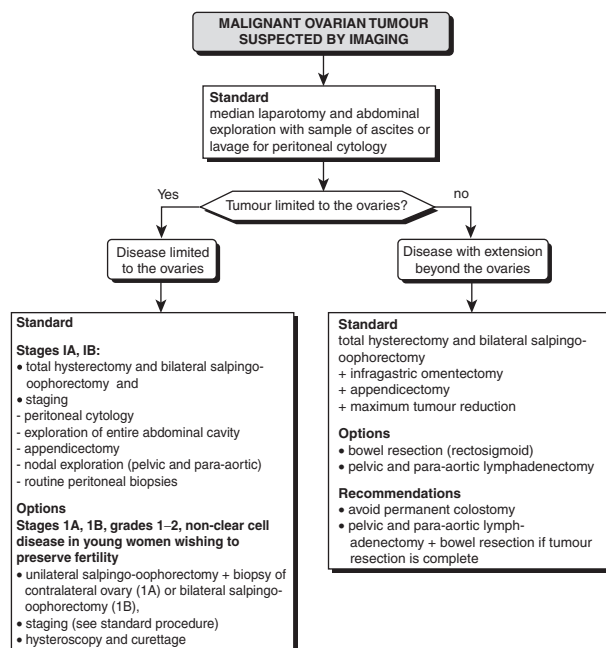 MALIGNANT OVARIAN TUMOUR
SUSPECTED BY IMAGING
Standard
median laparotomy and abdominal
exploration with sample of ascites or
lavage for peritoneal cytology
Yes
Tumour limited to the ovaries?
no
Disease limited
to the ovaries
Disease with extension
beyond the ovaries
Standard
Stages IA, IB:
• total hysterectomy and bilateral salpingo-
oophorectomy and
• staging
- peritoneal cytology
- exploration of entire abdominal cavity
- appendicectomy
- nodal exploration (pelvic and para-aortic)
- routine peritoneal biopsies
Options
Stages 1A, 1B, grades 1–2, non-clear cell
disease in young women wishing to
preserve fertility
• unilateral salpingo-oophorectomy + biopsy of
contralateral ovary (1A) or bilateral salpingo-
oophorectomy (1B),
• staging (see standard procedure)
• hysteroscopy and curettage
Standard
total hysterectomy and bilateral salpingo-
oophorectomy
+ infragastric omentectomy
+ appendicectomy
+ maximum tumour reduction
Options
• bowel resection (rectosigmoid)
• pelvic and para-aortic lymphadenectomy
Recommendations
• avoid permanent colostomy
• pelvic and para-aortic lymph-
adenectomy + bowel resection if tumour
resection is complete